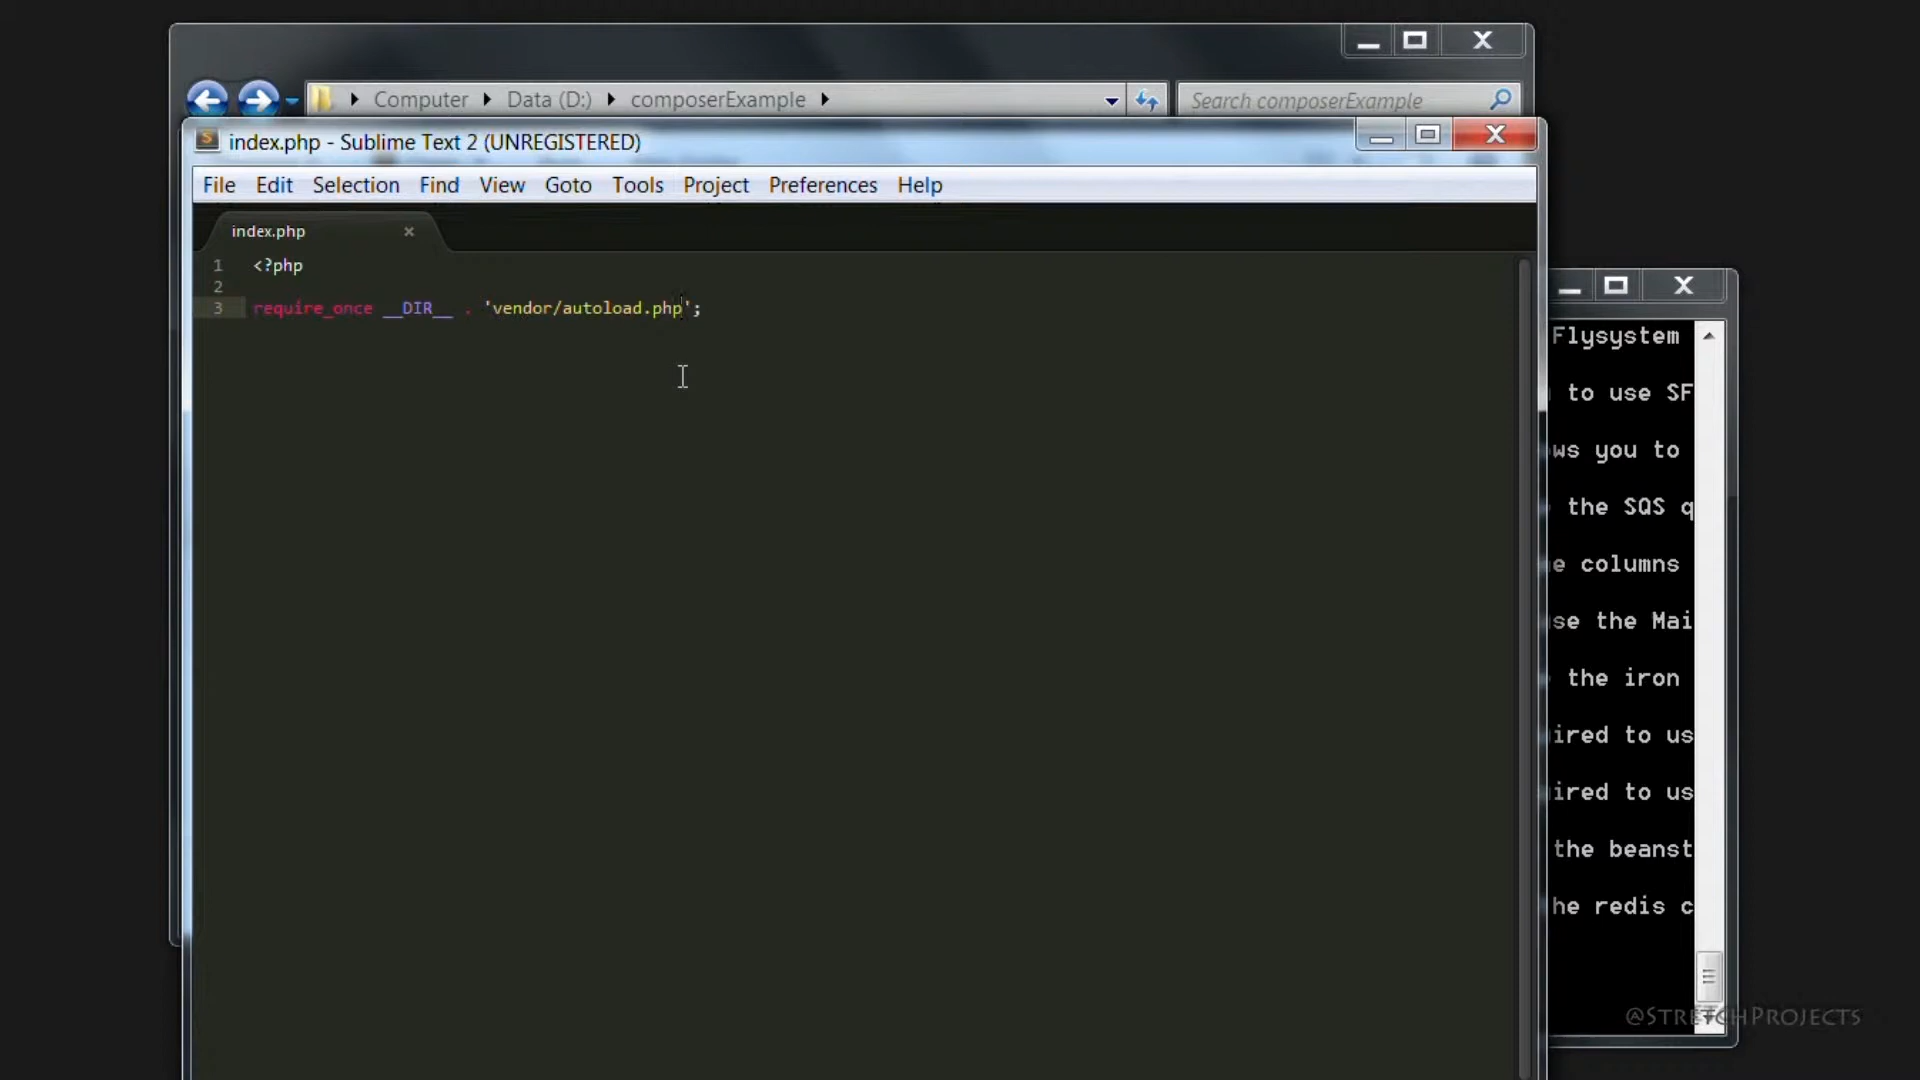 Computer Data (D:) composerExample
Search composerExample
index.php - Sublime Text 2 (UNREGISTERED)
File Edit Selection Find View Goto Tools Project Preferences Help
index.php
1 <?php
2
3 require_once __DIR__ . 'vendor/autoload.php';
Flysystem
to use SF
ws you to
the SQS q
e columns
se the Mai
the iron
ired to us
ired to us
the beanst
he redis c
@StretchProjects